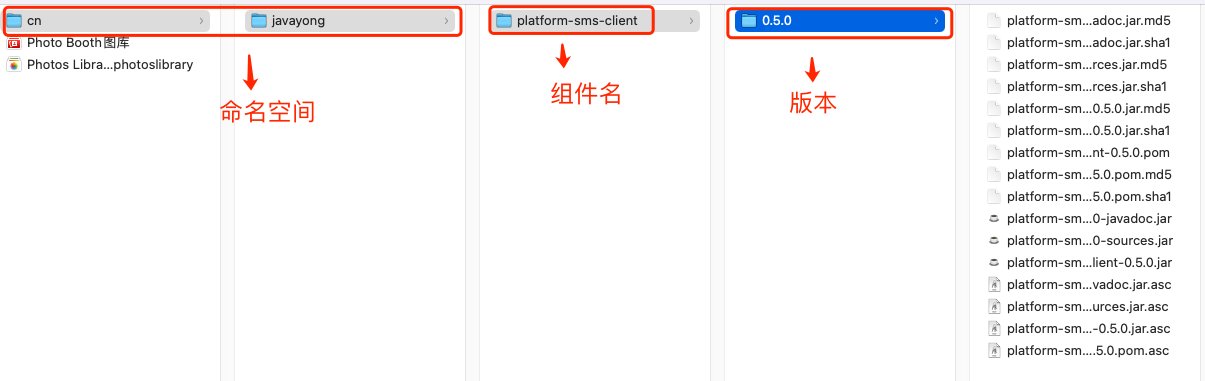 cn
Photo Booth图库
Photos Libra...photoslibrary
命名空间
javayong
platform-sms-client
组件名
0.5.0
版本
platform-sm...adoc.jar.md5
platform-sm...adoc.jar.sha1
platform-sm...rces.jar.md5
platform-sm...rces.jar.sha1
platform-sm...0.5.0.jar.md5
platform-sm...0.5.0.jar.sha1
platform-sm...nt-0.5.0.pom
platform-sm...5.0.pom.md5
platform-sm...5.0.pom.sha1
platform-sm...0-javadoc.jar
platform-sm...0-sources.jar
platform-sm...lient-0.5.0.jar
platform-sm...vadoc.jar.asc
platform-sm...urces.jar.asc
platform-sm...-0.5.0.jar.asc
platform-sm....5.0.pom.asc